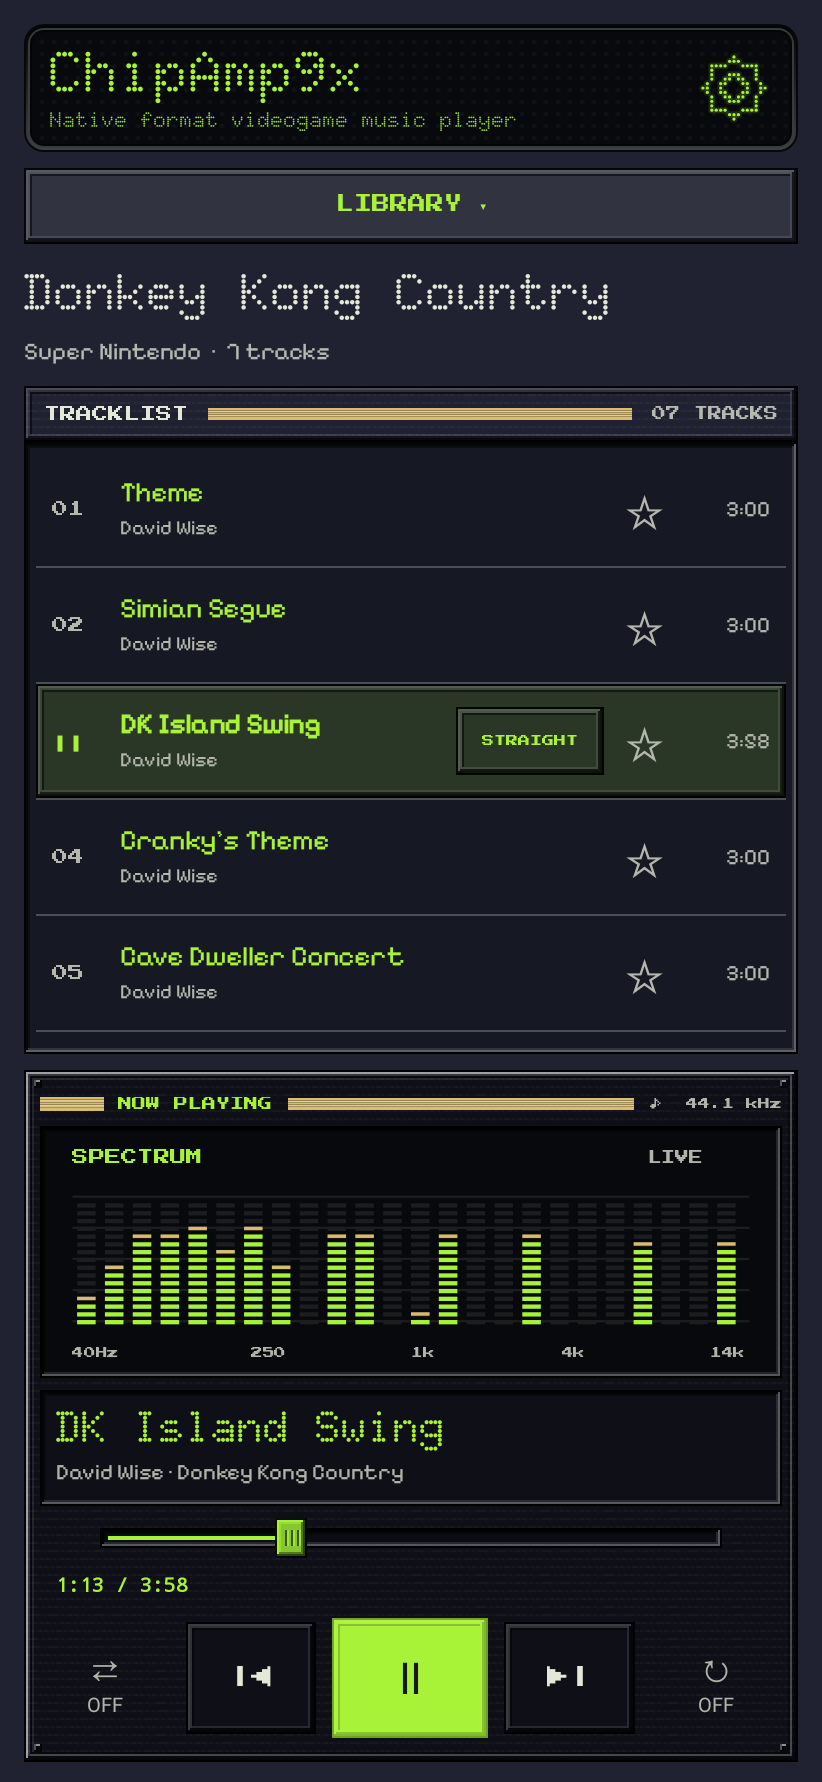 ChipAmp9x
Native format videogame music player
LIBRARY ▾
Donkey Kong Country
Super Nintendo · 7 tracks
TRACKLIST 07 TRACKS
01 Theme 3:00
David Wise
02 Simian Segue 3:00
David Wise
DK Island Swing STRAIGHT 3:58
David Wise
04 Cranky's Theme 3:00
David Wise
05 Cave Dweller Concert 3:00
David Wise
NOW PLAYING ♪ 44.1 kHz
SPECTRUM LIVE
40Hz 250 1k 4k 14k
DK Island Swing
David Wise · Donkey Kong Country
1:13 / 3:58
OFF OFF